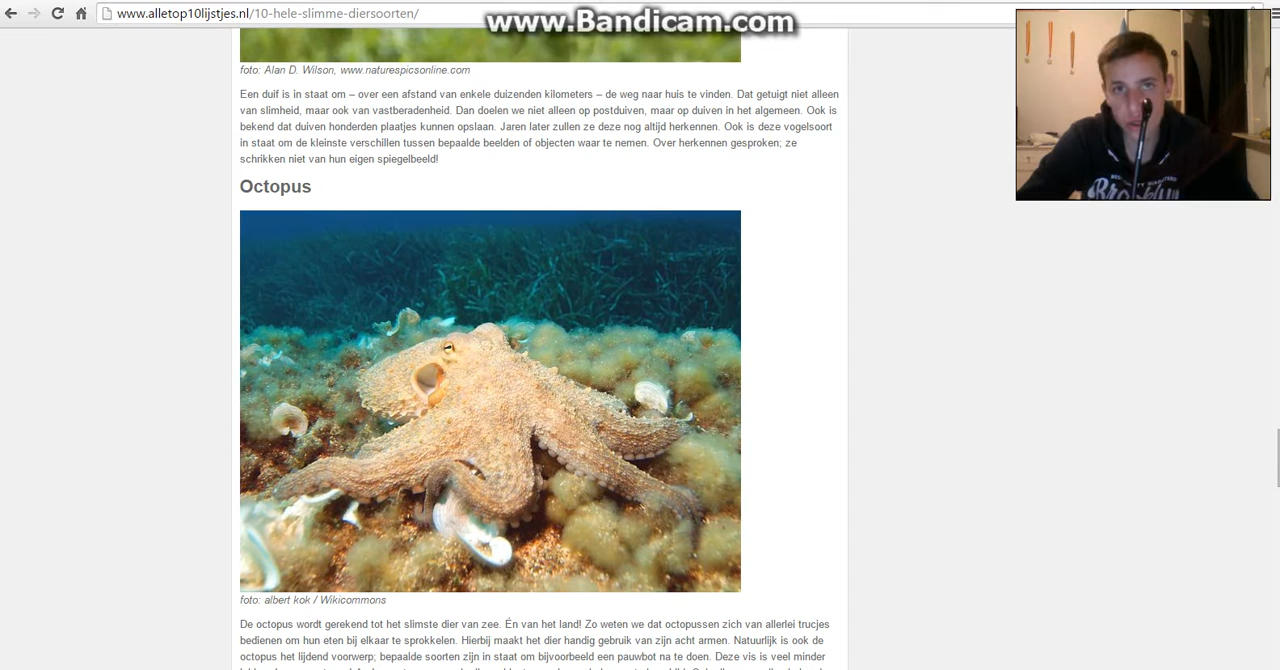 www.alletop10lijstjes.nl/10-hele-slimme-diersoorten/
www.Bandicam.com
foto: Alan D. Wilson, www.naturespicsonline.com
Een duif is in staat om – over een afstand van enkele duizenden kilometers – de weg naar huis te vinden. Dat getuigt niet alleen
van slimheid, maar ook van vastberadenheid. Dan doelen we niet alleen op postduiven, maar op duiven in het algemeen. Ook is
bekend dat duiven honderden plaatjes kunnen opslaan. Jaren later zullen ze deze nog altijd herkennen. Ook is deze vogelsoort
in staat om de kleinste verschillen tussen bepaalde beelden of objecten waar te nemen. Over herkennen gesproken; ze
schrikken niet van hun eigen spiegelbeeld!
Octopus
foto: albert kok / Wikicommons
De octopus wordt gerekend tot het slimste dier van zee. Én van het land! Zo weten we dat octopussen zich van allerlei trucjes
bedienen om hun eten bij elkaar te sprokkelen. Hierbij maakt het dier handig gebruik van zijn acht armen. Natuurlijk is ook de
octopus het lijdend voorwerp; bepaalde soorten zijn in staat om bijvoorbeeld een pauwbot na te doen. Deze vis is veel minder